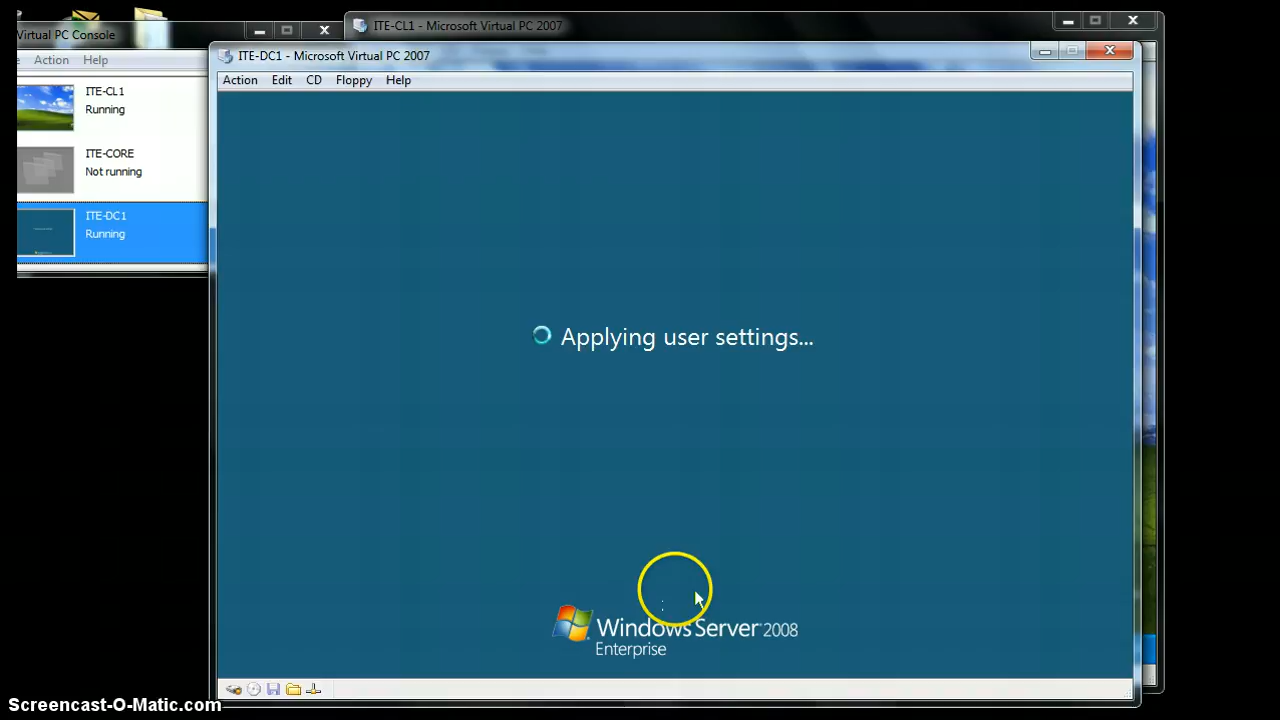 ITE-CL1 - Microsoft Virtual PC 2007
Virtual PC Console
ITE-DC1 - Microsoft Virtual PC 2007
Action Help
Action Edit CD Floppy Help
ITE-CL1
Running
ITE-CORE
Not running
ITE-DC1
Running
Applying user settings...
Windows Server 2008
Enterprise
Screencast-O-Matic.com